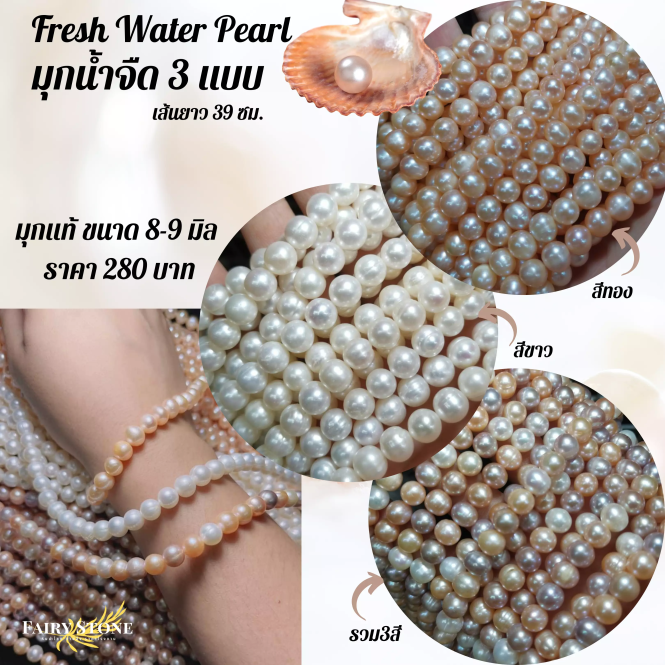 Fresh Water Pearl
มุกน้ำจืด 3 แบบ
เส้นยาว 39 ซม.
มุกแท้ ขนาด 8-9 มิล
ราคา 280 บาท
สีทอง
สีขาว
รวม3สี
FAIRY STONE